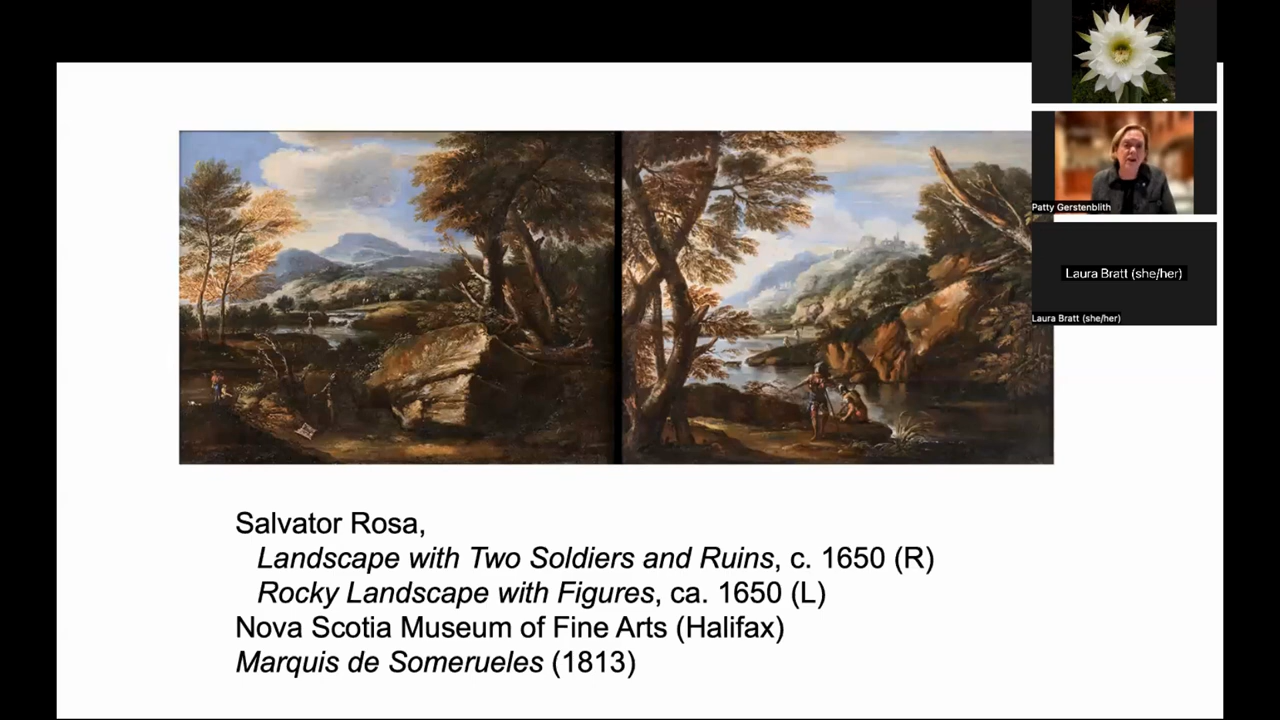 Patty Gerstenblith
Laura Bratt (she/her)
Laura Bratt (she/her)
Salvator Rosa,
Landscape with Two Soldiers and Ruins, c. 1650 (R)
Rocky Landscape with Figures, ca. 1650 (L)
Nova Scotia Museum of Fine Arts (Halifax)
Marquis de Somerueles (1813)